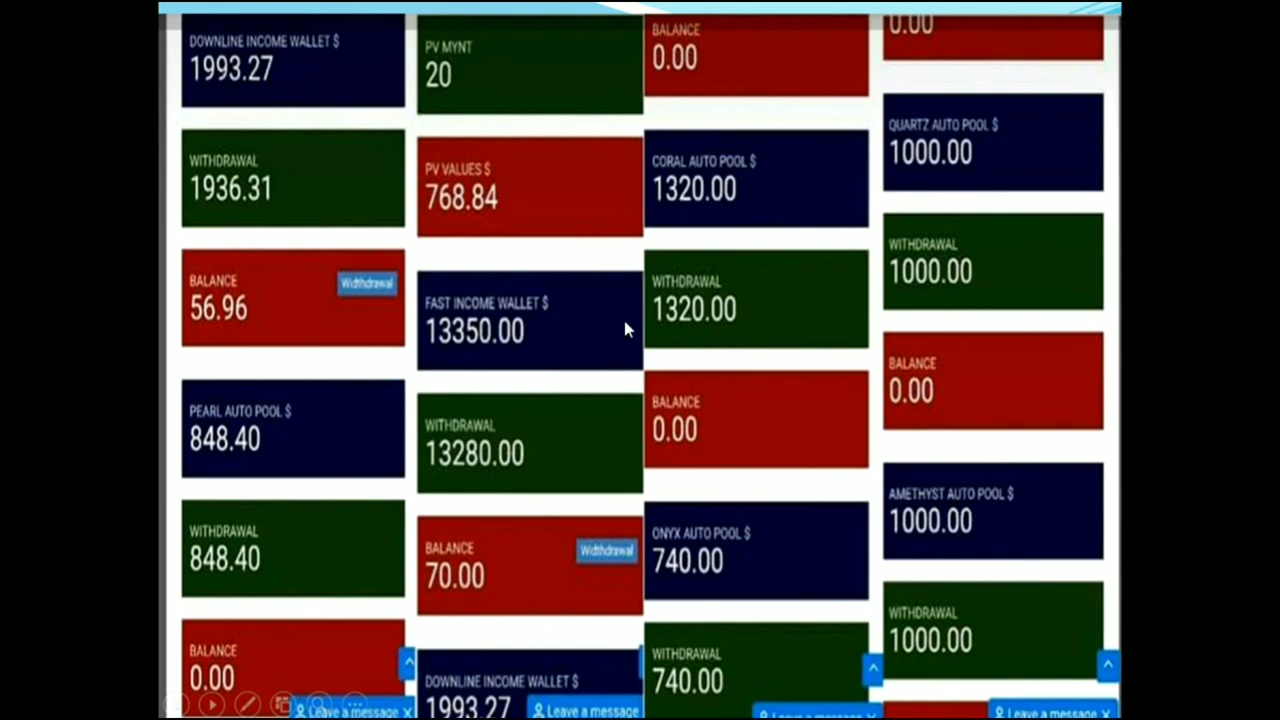 DOWNLINE INCOME WALLET $
1993.27
WITHDRAWAL
1936.31
BALANCE
Widthdrawal
56.96
PEARL AUTO POOL $
848.40
WITHDRAWAL
848.40
BALANCE
0.00
Leave a message
PV MYNT
20
PV VALUES $
768.84
FAST INCOME WALLET $
13350.00
WITHDRAWAL
13280.00
BALANCE
Widthdrawal
70.00
DOWNLINE INCOME WALLET $
1993.27
Leave a message
BALANCE
0.00
CORAL AUTO POOL $
1320.00
WITHDRAWAL
1320.00
BALANCE
0.00
ONYX AUTO POOL $
740.00
WITHDRAWAL
740.00
Leave a message
0.00
QUARTZ AUTO POOL $
1000.00
WITHDRAWAL
1000.00
BALANCE
0.00
AMETHYST AUTO POOL $
1000.00
WITHDRAWAL
1000.00
Leave a message